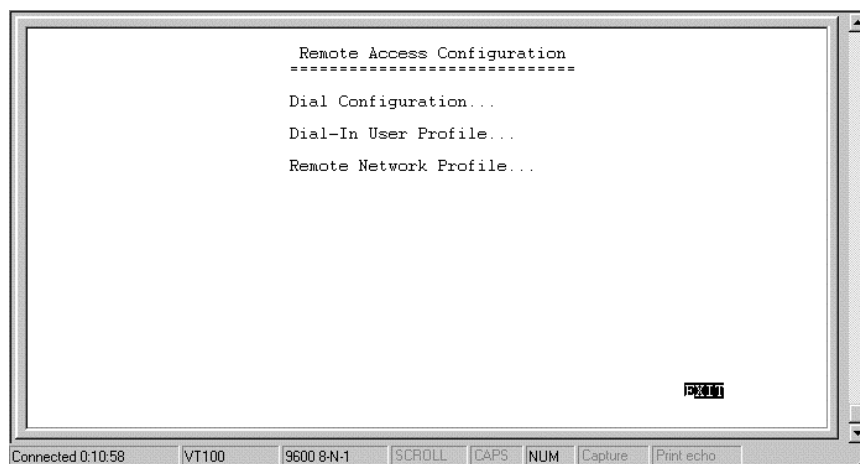 Remote Access Configuration
=============================
Dial Configuration...
Dial-In User Profile...
Remote Network Profile...
EXIT
Connected 0:10:58 VT100 9600 8-N-1 SCROLL CAPS NUM Capture Print echo